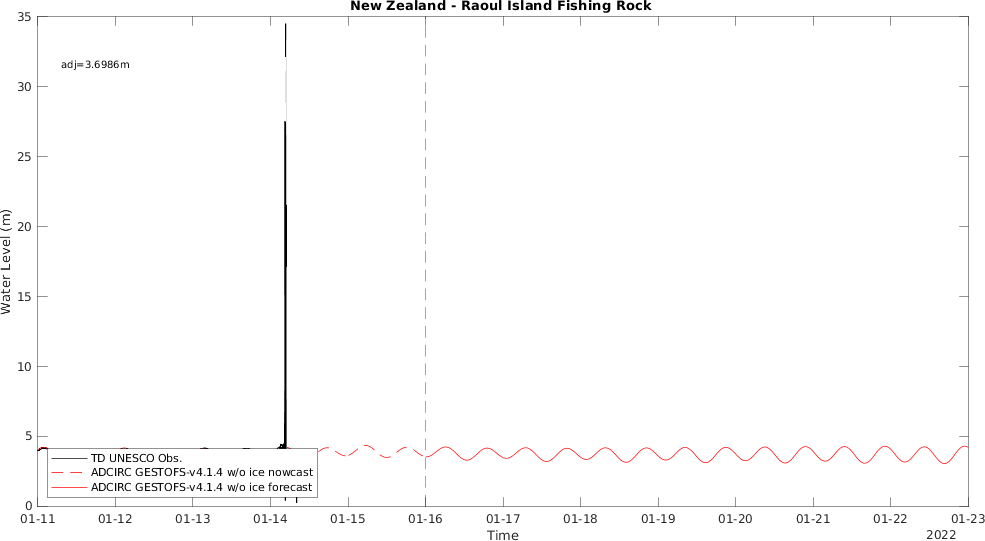 New Zealand - Raoul Island Fishing Rock
35
adj=3.6986m
30
25
20
15
10
5
0
Water Level (m)
TD UNESCO Obs.
ADCIRC GESTOFS-v4.1.4 w/o ice nowcast
ADCIRC GESTOFS-v4.1.4 w/o ice forecast
01-11 01-12 01-13 01-14 01-15 01-16 01-17 01-18 01-19 01-20 01-21 01-22 01-23
Time
2022